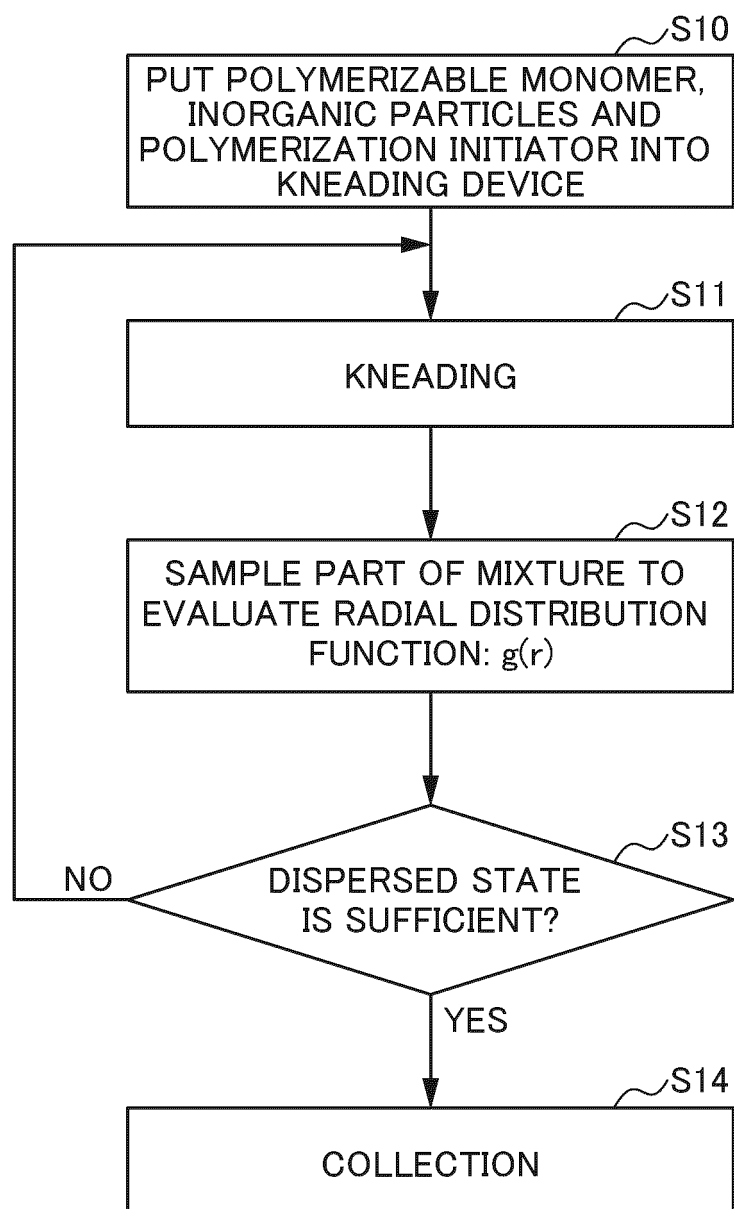 S10
PUT POLYMERIZABLE MONOMER,
INORGANIC PARTICLES AND
POLYMERIZATION INITIATOR INTO
KNEADING DEVICE
S11
KNEADING
S12
SAMPLE PART OF MIXTURE TO
EVALUATE RADIAL DISTRIBUTION
FUNCTION: g(r)
S13
NO
DISPERSED STATE
IS SUFFICIENT?
YES
S14
COLLECTION